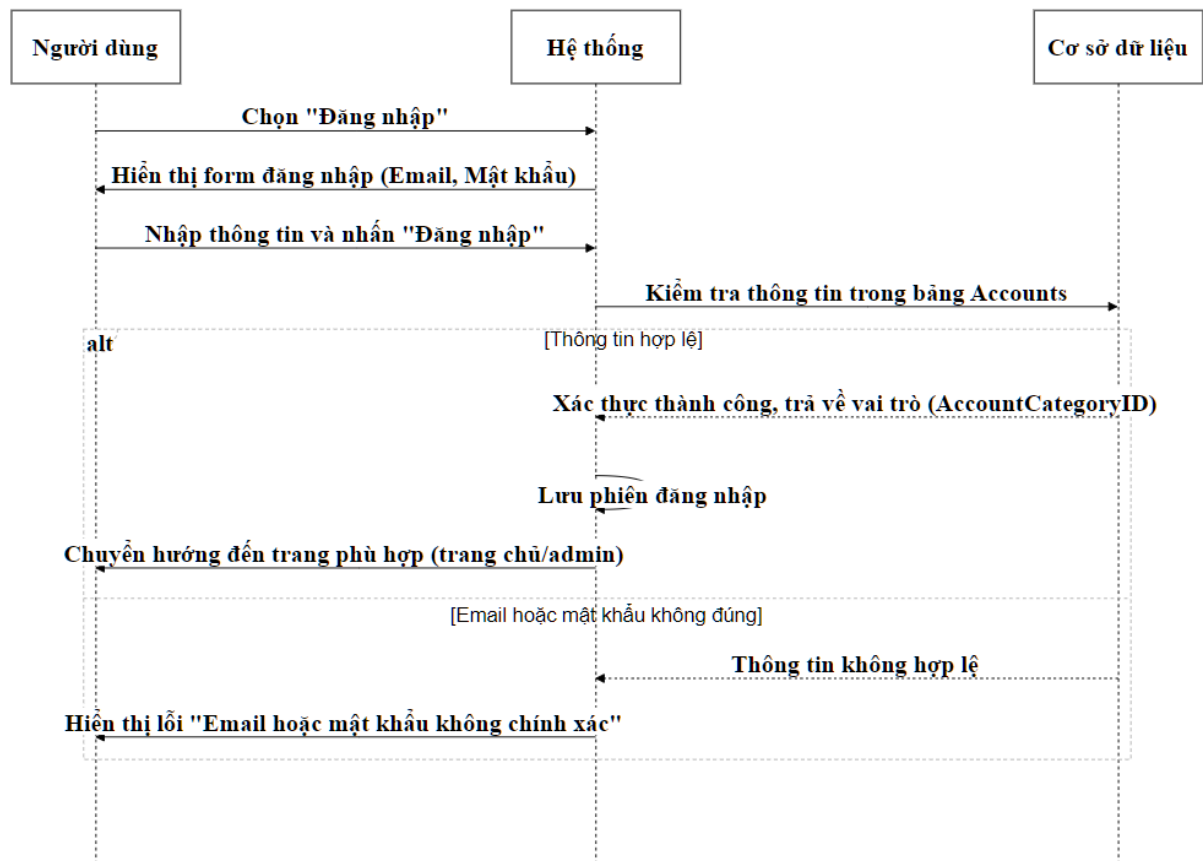 Người dùng
Hệ thống
Cơ sở dữ liệu
Chọn "Đăng nhập"
Hiển thị form đăng nhập (Email, Mật khẩu)
Nhập thông tin và nhấn "Đăng nhập"
Kiểm tra thông tin trong bảng Accounts
alt
[Thông tin hợp lệ]
Xác thực thành công, trả về vai trò (AccountCategoryID)
Lưu phiên đăng nhập
Chuyển hướng đến trang phù hợp (trang chủ/admin)
[Email hoặc mật khẩu không đúng]
Thông tin không hợp lệ
Hiển thị lỗi "Email hoặc mật khẩu không chính xác"